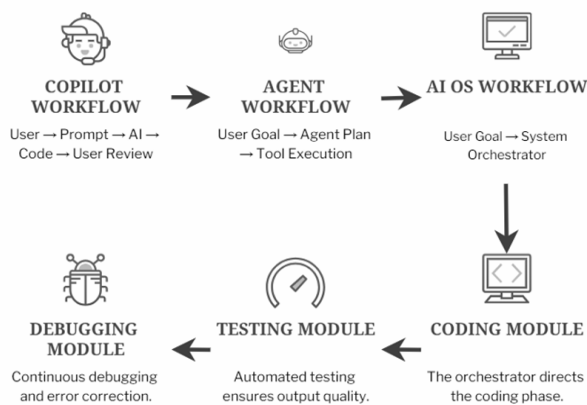 COPILOT
WORKFLOW
User → Prompt → AI →
Code → User Review
AGENT
WORKFLOW
User Goal → Agent Plan
→ Tool Execution
AI OS WORKFLOW
User Goal → System
Orchestrator
DEBUGGING
MODULE
Continuous debugging
and error correction.
TESTING MODULE
Automated testing
ensures output quality.
CODING MODULE
The orchestrator directs
the coding phase.